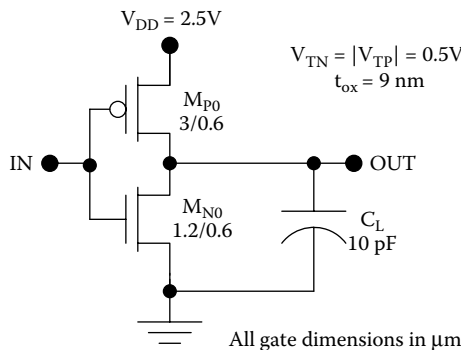 V_DD = 2.5V
V_TN = |V_TP| = 0.5V
t_ox = 9 nm
M_P0
3/0.6
IN
OUT
M_N0
1.2/0.6
C_L
10 pF
All gate dimensions in μm